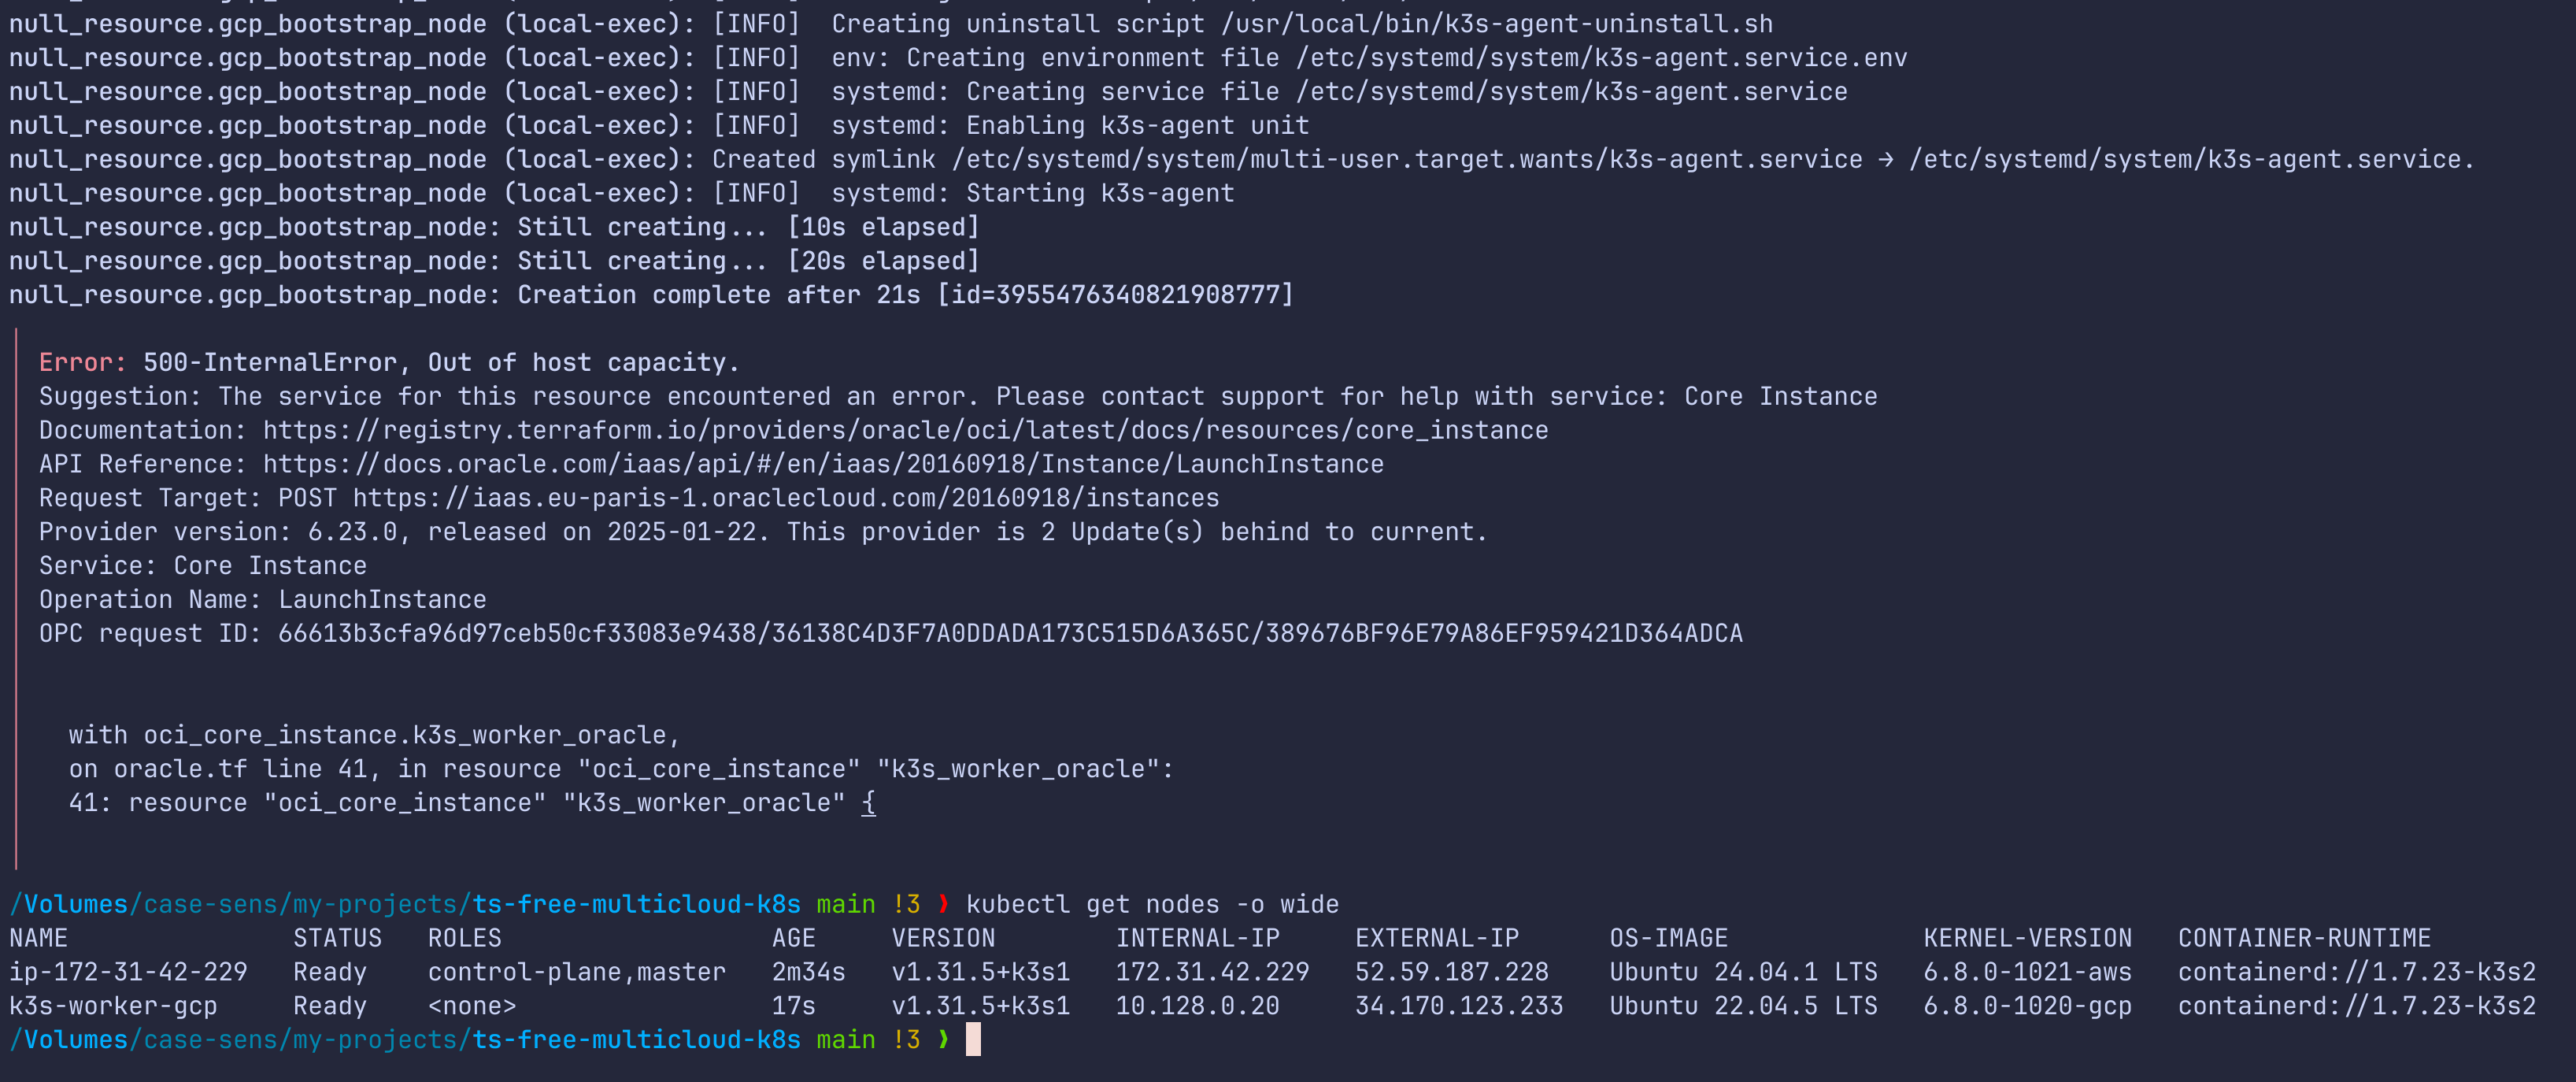 null_resource.gcp_bootstrap_node (local-exec): [INFO]  Creating uninstall script /usr/local/bin/k3s-agent-uninstall.sh
null_resource.gcp_bootstrap_node (local-exec): [INFO]  env: Creating environment file /etc/systemd/system/k3s-agent.service.env
null_resource.gcp_bootstrap_node (local-exec): [INFO]  systemd: Creating service file /etc/systemd/system/k3s-agent.service
null_resource.gcp_bootstrap_node (local-exec): [INFO]  systemd: Enabling k3s-agent unit
null_resource.gcp_bootstrap_node (local-exec): Created symlink /etc/systemd/system/multi-user.target.wants/k3s-agent.service → /etc/systemd/system/k3s-agent.service.
null_resource.gcp_bootstrap_node (local-exec): [INFO]  systemd: Starting k3s-agent
null_resource.gcp_bootstrap_node: Still creating... [10s elapsed]
null_resource.gcp_bootstrap_node: Still creating... [20s elapsed]
null_resource.gcp_bootstrap_node: Creation complete after 21s [id=3955476340821908777]
Error: 500-InternalError, Out of host capacity.
Suggestion: The service for this resource encountered an error. Please contact support for help with service: Core Instance
Documentation: https://registry.terraform.io/providers/oracle/oci/latest/docs/resources/core_instance
API Reference: https://docs.oracle.com/iaas/api/#/en/iaas/20160918/Instance/LaunchInstance
Request Target: POST https://iaas.eu-paris-1.oraclecloud.com/20160918/instances
Provider version: 6.23.0, released on 2025-01-22. This provider is 2 Update(s) behind to current.
Service: Core Instance
Operation Name: LaunchInstance
OPC request ID: 66613b3cfa96d97ceb50cf33083e9438/36138C4D3F7A0DDADA173C515D6A365C/389676BF96E79A86EF959421D364ADCA
with oci_core_instance.k3s_worker_oracle,
on oracle.tf line 41, in resource "oci_core_instance" "k3s_worker_oracle":
41: resource "oci_core_instance" "k3s_worker_oracle" {
/Volumes/case-sens/my-projects/ts-free-multicloud-k8s main !3 ❯ kubectl get nodes -o wide
NAME               STATUS   ROLES                  AGE     VERSION        INTERNAL-IP     EXTERNAL-IP      OS-IMAGE             KERNEL-VERSION   CONTAINER-RUNTIME
ip-172-31-42-229   Ready    control-plane,master   2m34s   v1.31.5+k3s1   172.31.42.229   52.59.187.228    Ubuntu 24.04.1 LTS   6.8.0-1021-aws   containerd://1.7.23-k3s2
k3s-worker-gcp     Ready    <none>                 17s     v1.31.5+k3s1   10.128.0.20     34.170.123.233   Ubuntu 22.04.5 LTS   6.8.0-1020-gcp   containerd://1.7.23-k3s2
/Volumes/case-sens/my-projects/ts-free-multicloud-k8s main !3 ❯